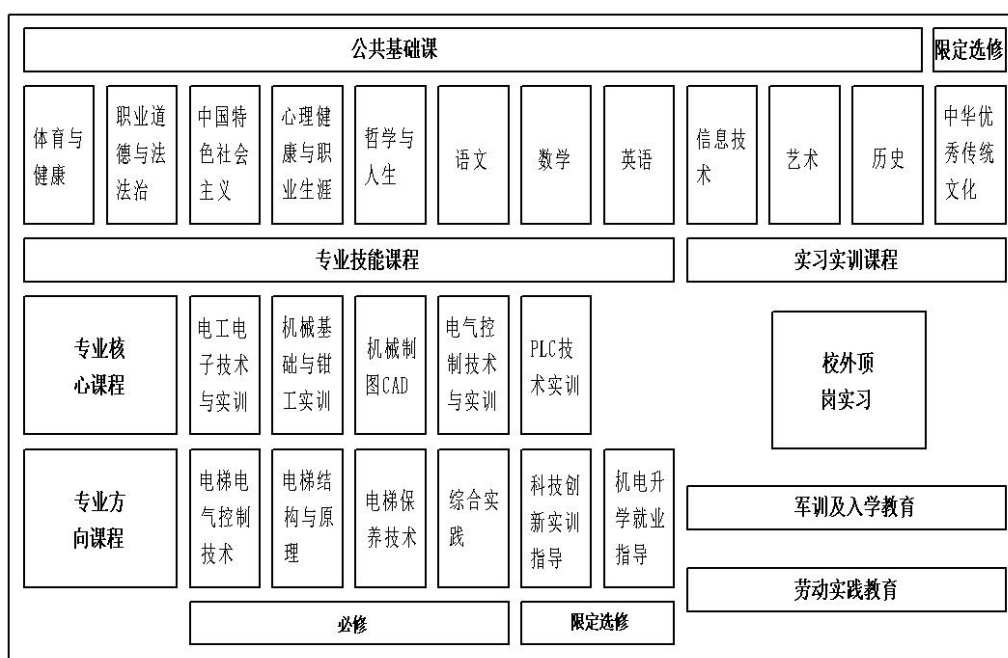 公共基础课
限定选修
体育与
健康
职业道
德与法
法治
中国特
色社会
主义
心理健
康与职
业生涯
哲学与
人生
语文
数学
英语
信息技
术
艺术
历史
中华优
秀传统
文化
专业技能课程
实习实训课程
专业核
心课程
电工电
子技术
与实训
机械基
础与钳
工实训
机械制
图CAD
电气控
制技术
与实训
PLC技
术实训
校外顶
岗实习
专业方
向课程
电梯电
气控制
技术
电梯结
构与原
理
电梯保
养技术
综合实
践
科技创
新实训
指导
机电升
学就业
指导
军训及入学教育
劳动实践教育
必修
限定选修